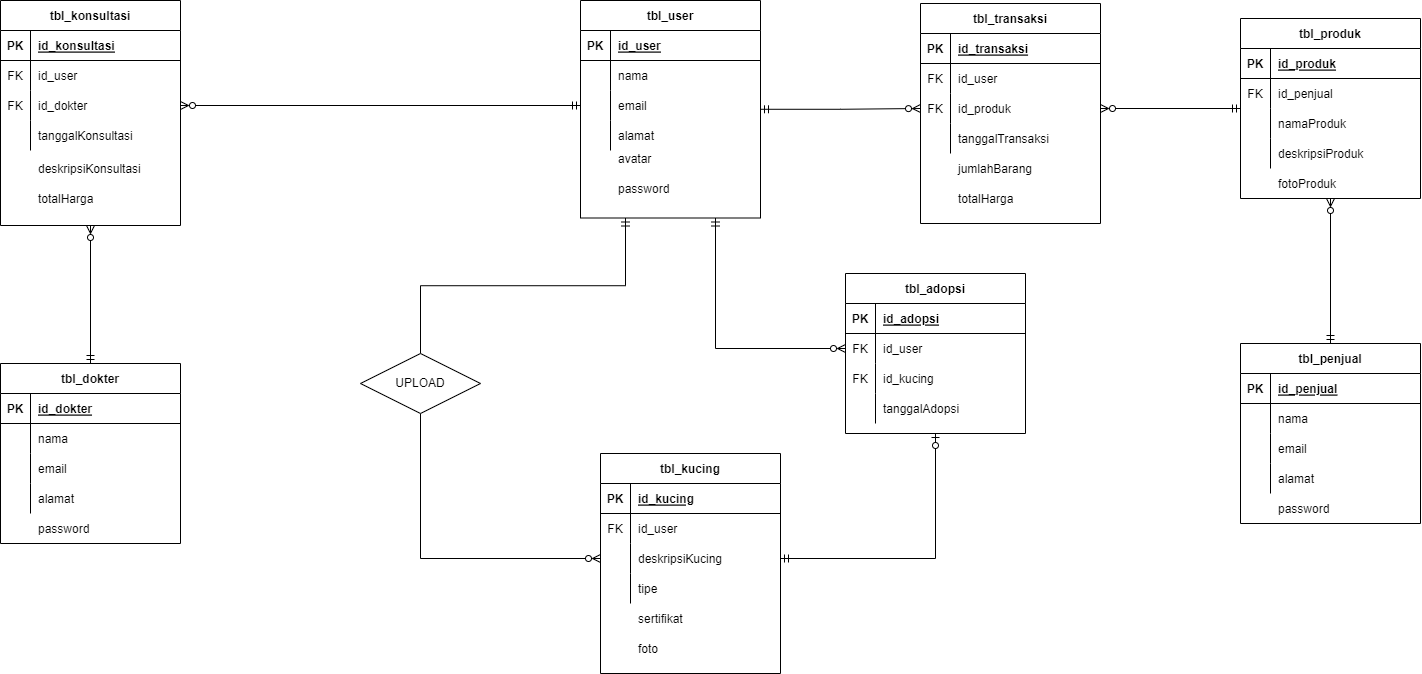 tbl_konsultasi
PK id_konsultasi
FK id_user
FK id_dokter
tanggalKonsultasi
deskripsiKonsultasi
totalHarga
tbl_user
PK id_user
nama
email
alamat
avatar
password
tbl_transaksi
PK id_transaksi
FK id_user
FK id_produk
tanggalTransaksi
jumlahBarang
totalHarga
tbl_produk
PK id_produk
FK id_penjual
namaProduk
deskripsiProduk
fotoProduk
tbl_dokter
PK id_dokter
nama
email
alamat
password
UPLOAD
tbl_adopsi
PK id_adopsi
FK id_user
FK id_kucing
tanggalAdopsi
tbl_penjual
PK id_penjual
nama
email
alamat
password
tbl_kucing
PK id_kucing
FK id_user
deskripsiKucing
tipe
sertifikat
foto